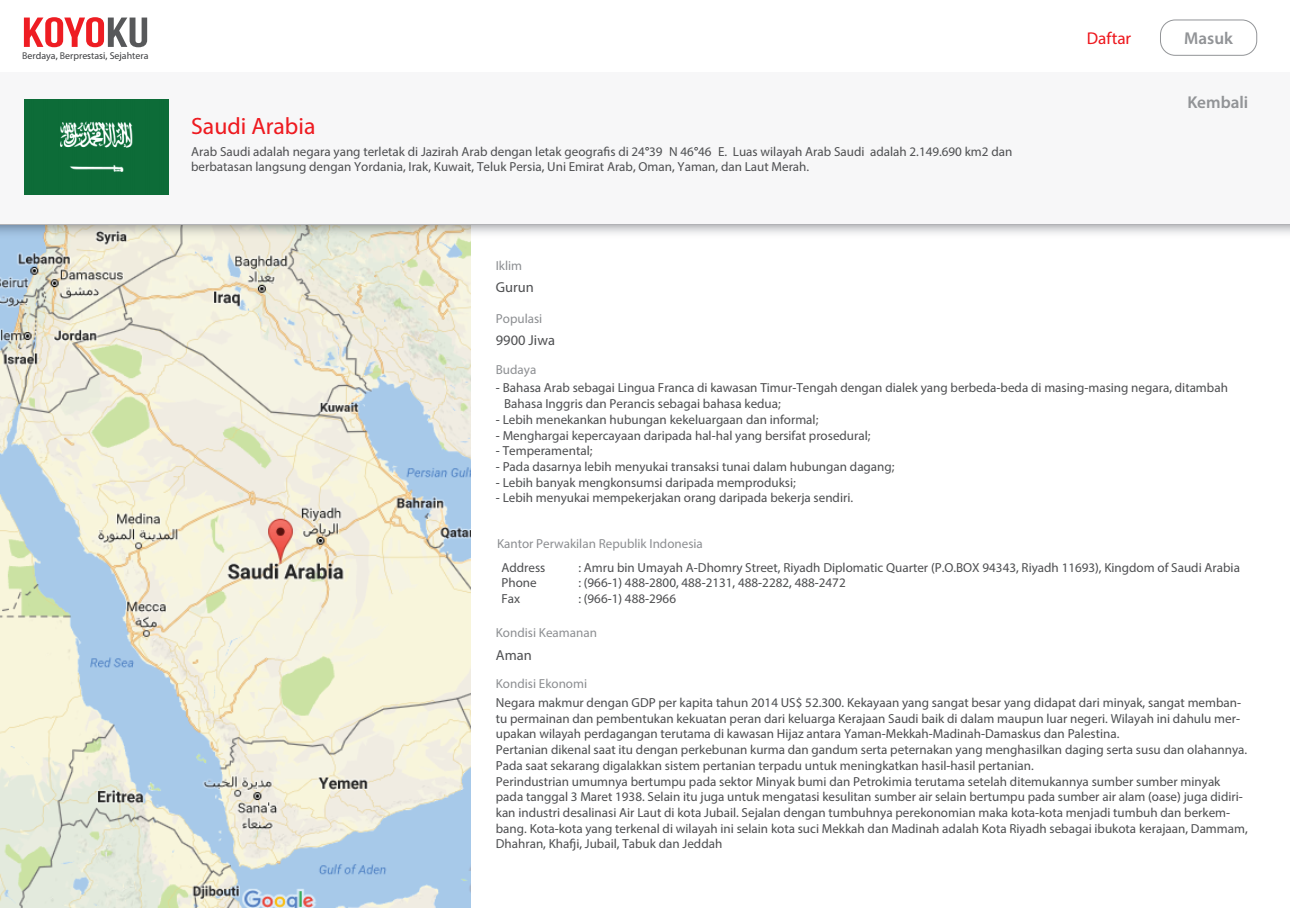 KOYOKU
Berdaya, Berprestasi, Sejahtera
Daftar
Masuk
Kembali
Saudi Arabia
Arab Saudi adalah negara yang terletak di Jazirah Arab dengan letak geografis di 24°39 N 46°46 E. Luas wilayah Arab Saudi adalah 2.149.690 km2 dan
berbatasan langsung dengan Yordania, Irak, Kuwait, Teluk Persia, Uni Emirat Arab, Oman, Yaman, dan Laut Merah.
Syria
Lebanon
Beirut
بيروت
Damascus
دمشق
Baghdad
بغداد
Iraq
lem
Jordan
Israel
Kuwait
Persian Gulf
Bahrain
Qatar
Medina
المدينة المنورة
Riyadh
الرياض
Saudi Arabia
Mecca
مكة
Red Sea
مديرة الخبت
Yemen
Eritrea
Sana'a
صنعاء
Gulf of Aden
Djibouti
Google
Iklim
Gurun
Populasi
9900 Jiwa
Budaya
- Bahasa Arab sebagai Lingua Franca di kawasan Timur-Tengah dengan dialek yang berbeda-beda di masing-masing negara, ditambah
Bahasa Inggris dan Perancis sebagai bahasa kedua;
- Lebih menekankan hubungan kekeluargaan dan informal;
- Menghargai kepercayaan daripada hal-hal yang bersifat prosedural;
- Temperamental;
- Pada dasarnya lebih menyukai transaksi tunai dalam hubungan dagang;
- Lebih banyak mengkonsumsi daripada memproduksi;
- Lebih menyukai mempekerjakan orang daripada bekerja sendiri.
Kantor Perwakilan Republik Indonesia
Address : Amru bin Umayah A-Dhomry Street, Riyadh Diplomatic Quarter (P.O.BOX 94343, Riyadh 11693), Kingdom of Saudi Arabia
Phone : (966-1) 488-2800, 488-2131, 488-2282, 488-2472
Fax : (966-1) 488-2966
Kondisi Keamanan
Aman
Kondisi Ekonomi
Negara makmur dengan GDP per kapita tahun 2014 US$ 52.300. Kekayaan yang sangat besar yang didapat dari minyak, sangat memban-
tu permainan dan pembentukan kekuatan peran dari keluarga Kerajaan Saudi baik di dalam maupun luar negeri. Wilayah ini dahulu mer-
upakan wilayah perdagangan terutama di kawasan Hijaz antara Yaman-Mekkah-Madinah-Damaskus dan Palestina.
Pertanian dikenal saat itu dengan perkebunan kurma dan gandum serta peternakan yang menghasilkan daging serta susu dan olahannya.
Pada saat sekarang digalakkan sistem pertanian terpadu untuk meningkatkan hasil-hasil pertanian.
Perindustrian umumnya bertumpu pada sektor Minyak bumi dan Petrokimia terutama setelah ditemukannya sumber sumber minyak
pada tanggal 3 Maret 1938. Selain itu juga untuk mengatasi kesulitan sumber air selain bertumpu pada sumber air alam (oase) juga didiri-
kan industri desalinasi Air Laut di kota Jubail. Sejalan dengan tumbuhnya perekonomian maka kota-kota menjadi tumbuh dan berkem-
bang. Kota-kota yang terkenal di wilayah ini selain kota suci Mekkah dan Madinah adalah Kota Riyadh sebagai ibukota kerajaan, Dammam,
Dhahran, Khafji, Jubail, Tabuk dan Jeddah